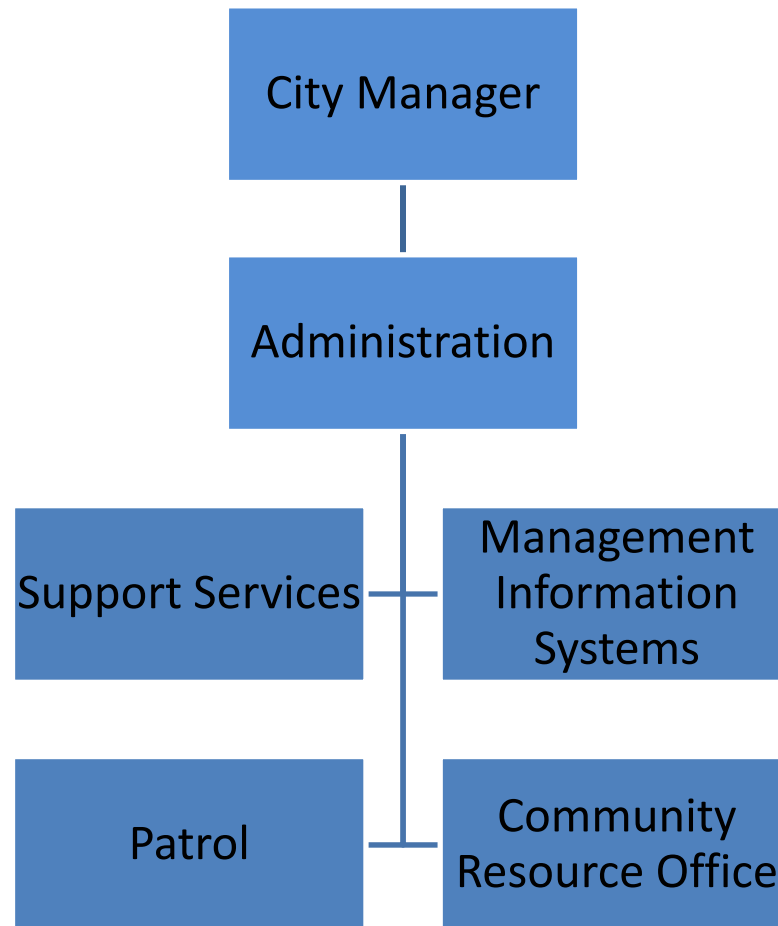 City Manager
Administration
Support Services
Management
Information
Systems
Patrol
Community
Resource Office